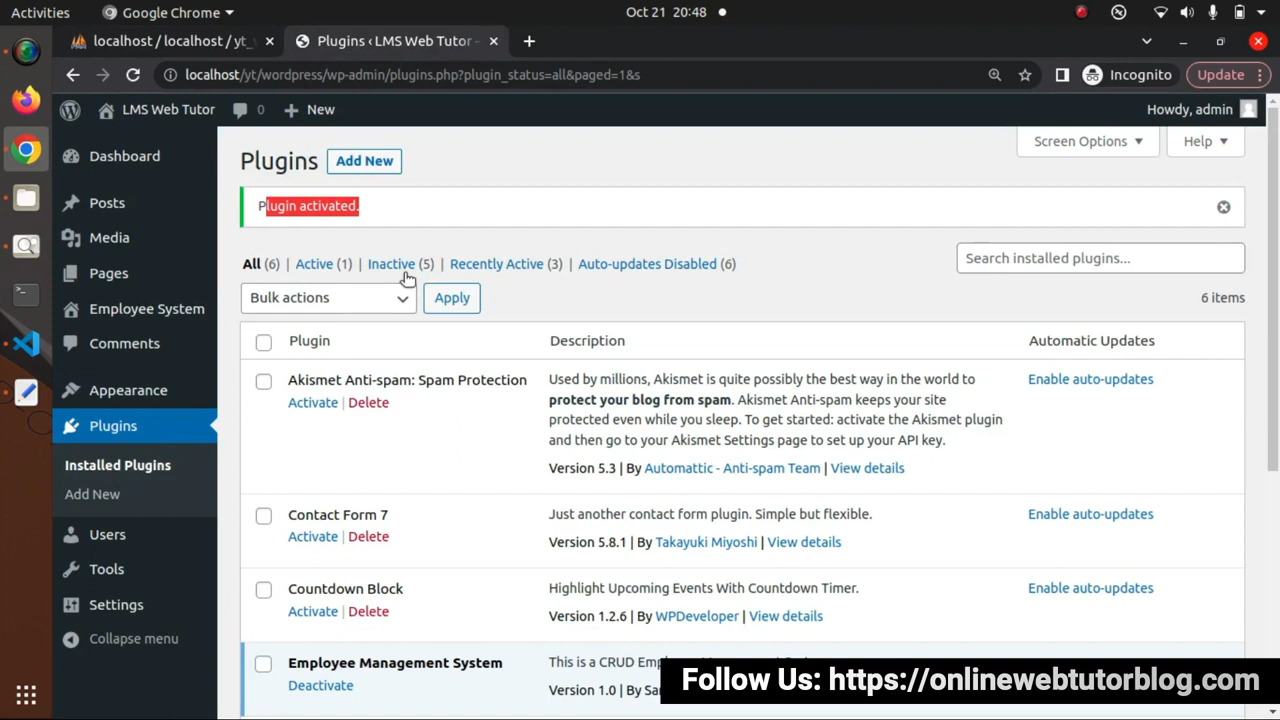 Activities
Google Chrome
Oct 21 20:48
localhost / localhost / yt_
Plugins ‹ LMS Web Tutor –
localhost/yt/wordpress/wp-admin/plugins.php?plugin_status=all&paged=1&s
Incognito
Update
LMS Web Tutor
0
New
Howdy, admin
Dashboard
Posts
Media
Pages
Employee System
Comments
Appearance
Plugins
Installed Plugins
Add New
Users
Tools
Settings
Collapse menu
Screen Options
Help
Plugins
Add New
Plugin activated.
All (6) | Active (1) | Inactive (5) | Recently Active (3) | Auto-updates Disabled (6)
Search installed plugins...
Bulk actions
Apply
6 items
Plugin
Description
Automatic Updates
Akismet Anti-spam: Spam Protection
Activate | Delete
Used by millions, Akismet is quite possibly the best way in the world to
protect your blog from spam. Akismet Anti-spam keeps your site
protected even while you sleep. To get started: activate the Akismet plugin
and then go to your Akismet Settings page to set up your API key.
Version 5.3 | By Automattic - Anti-spam Team | View details
Enable auto-updates
Contact Form 7
Activate | Delete
Just another contact form plugin. Simple but flexible.
Version 5.8.1 | By Takayuki Miyoshi | View details
Enable auto-updates
Countdown Block
Activate | Delete
Highlight Upcoming Events With Countdown Timer.
Version 1.2.6 | By WPDeveloper | View details
Enable auto-updates
Employee Management System
Deactivate
This is a CRUD
Version 1.0 | By
Follow Us: https://onlinewebtutorblog.com